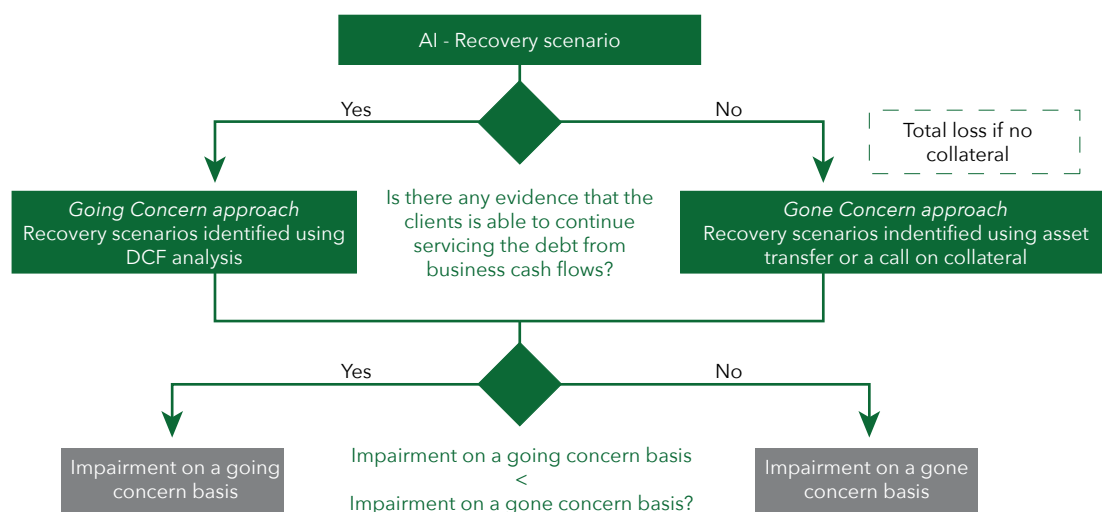 AI - Recovery scenario
Yes
No
Total loss if no
collateral
Going Concern approach
Recovery scenarios identified using
DCF analysis
Is there any evidence that the
clients is able to continue
servicing the debt from
business cash flows?
Gone Concern approach
Recovery scenarios indentified using asset
transfer or a call on collateral
Yes
No
Impairment on a going
concern basis
Impairment on a going concern basis
<
Impairment on a gone concern basis?
Impairment on a gone
concern basis